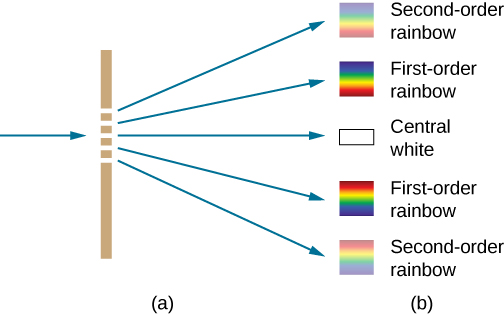 Second-order
rainbow
First-order
rainbow
Central
white
First-order
rainbow
Second-order
rainbow
(a)
(b)